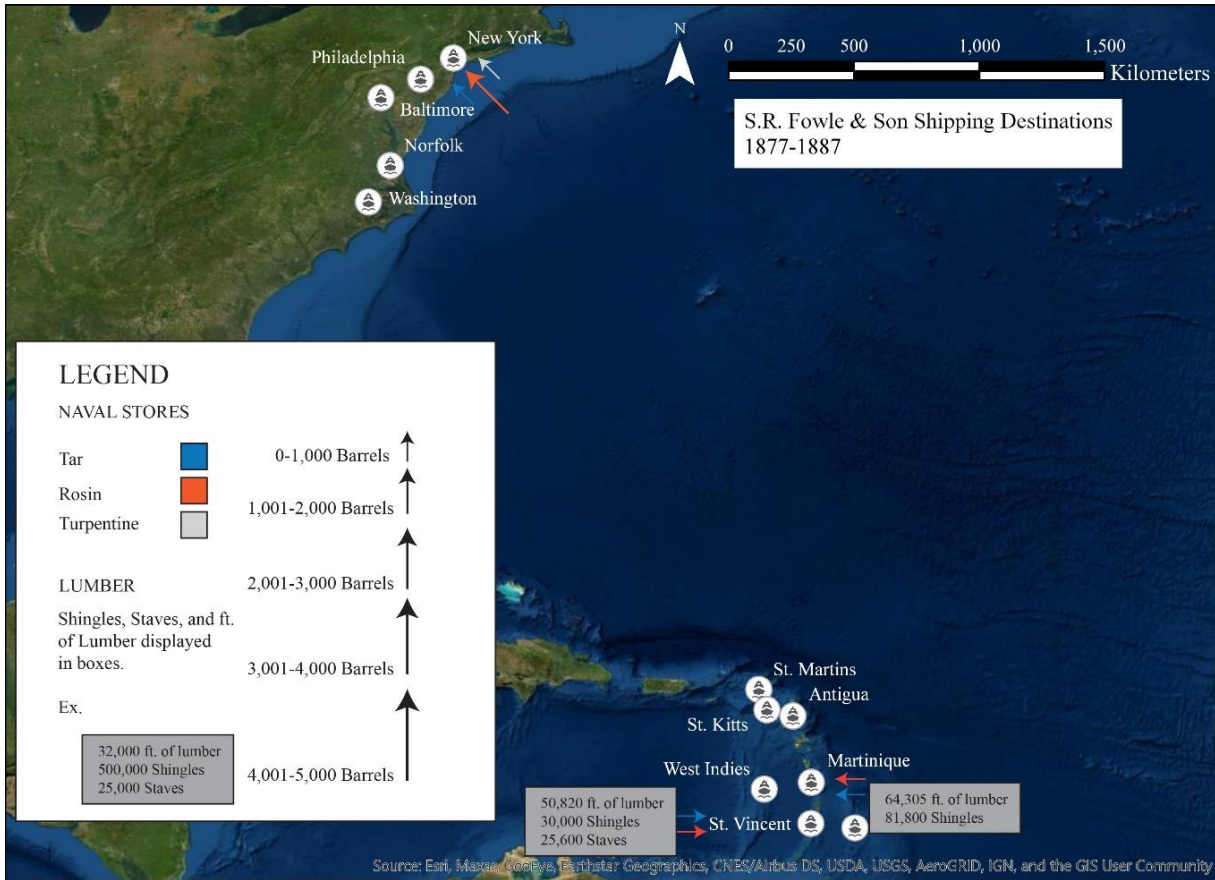 New York
Philadelphia
Baltimore
Norfolk
Washington
N
0 250 500 1,000 1,500
Kilometers
S.R. Fowle & Son Shipping Destinations
1877-1887
LEGEND
NAVAL STORES
Tar
Rosin
Turpentine
0-1,000 Barrels
1,001-2,000 Barrels
2,001-3,000 Barrels
3,001-4,000 Barrels
4,001-5,000 Barrels
LUMBER
Shingles, Staves, and ft.
of Lumber displayed
in boxes.
Ex.
32,000 ft. of lumber
500,000 Shingles
25,000 Staves
St. Martins
Antigua
St. Kitts
West Indies
Martinique
St. Vincent
50,820 ft. of lumber
30,000 Shingles
25,600 Staves
64,305 ft. of lumber
81,800 Shingles
Source: Esri, Maxar, GeoEye, Earthstar Geographics, CNES/Airbus DS, USDA, USGS, AeroGRID, IGN, and the GIS User Community